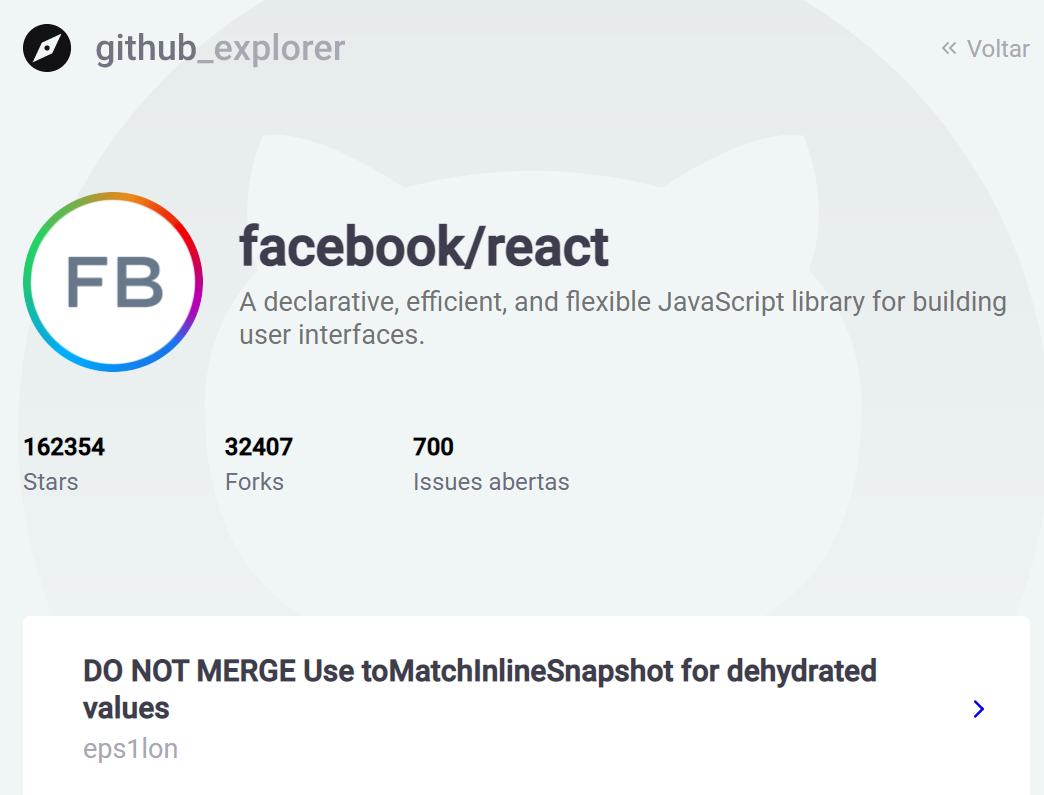 github_explorer
Voltar
FB
facebook/react
A declarative, efficient, and flexible JavaScript library for building
user interfaces.
162354 32407 700
Stars Forks Issues abertas
DO NOT MERGE Use toMatchInlineSnapshot for dehydrated
values
eps1lon